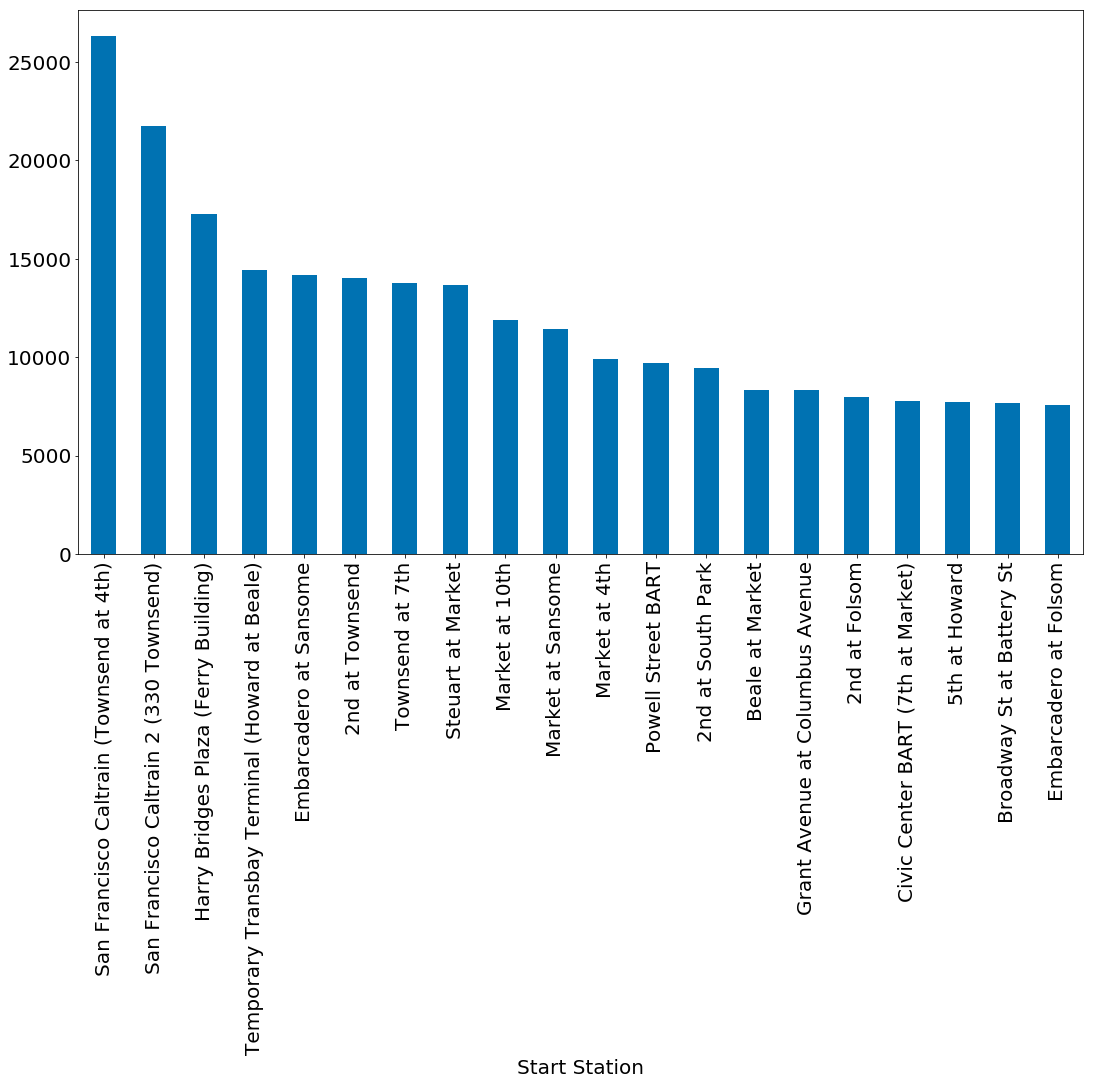 25000
20000
15000
10000
5000
0
San Francisco Caltrain (Townsend at 4th)
San Francisco Caltrain 2 (330 Townsend)
Harry Bridges Plaza (Ferry Building)
Temporary Transbay Terminal (Howard at Beale)
Embarcadero at Sansome
2nd at Townsend
Townsend at 7th
Steuart at Market
Market at 10th
Market at Sansome
Market at 4th
Powell Street BART
2nd at South Park
Beale at Market
Grant Avenue at Columbus Avenue
2nd at Folsom
Civic Center BART (7th at Market)
5th at Howard
Broadway St at Battery St
Embarcadero at Folsom
Start Station